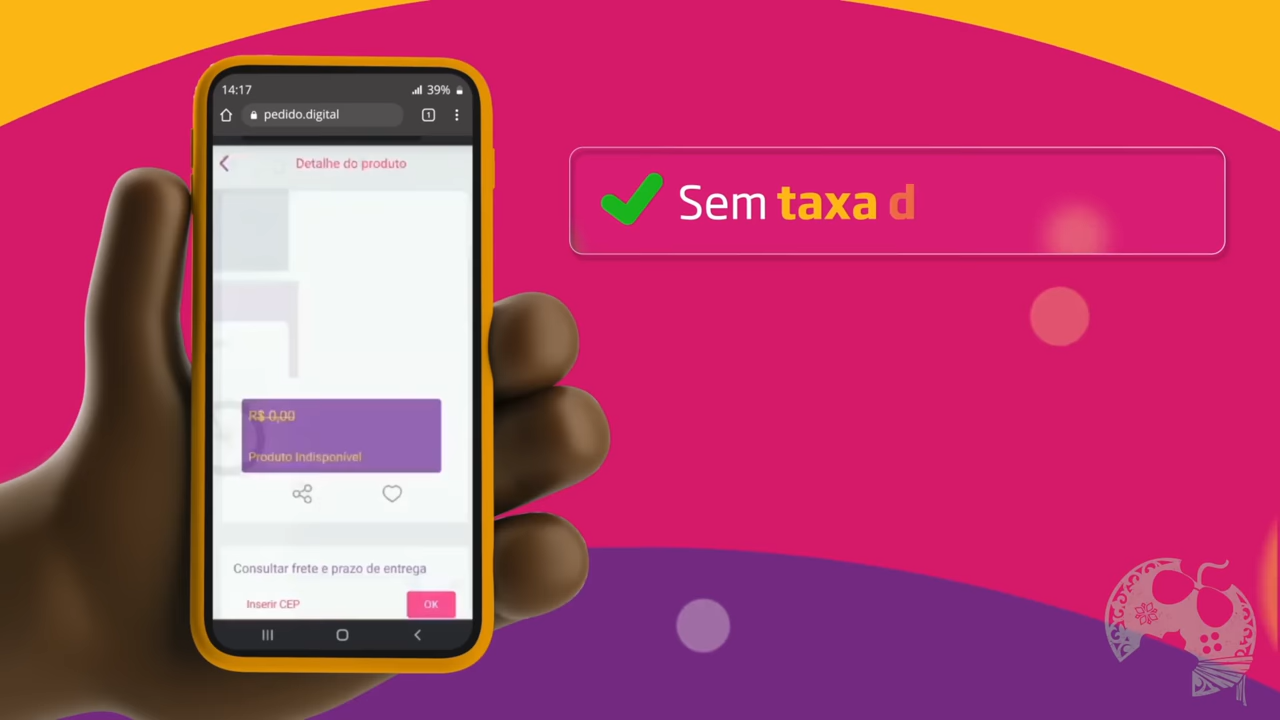 14:17
39%
pedido.digital
1
Detalhe do produto
R$ 0,00
Produto Indisponível
Consultar frete e prazo de entrega
Inserir CEP
OK
Sem taxa d